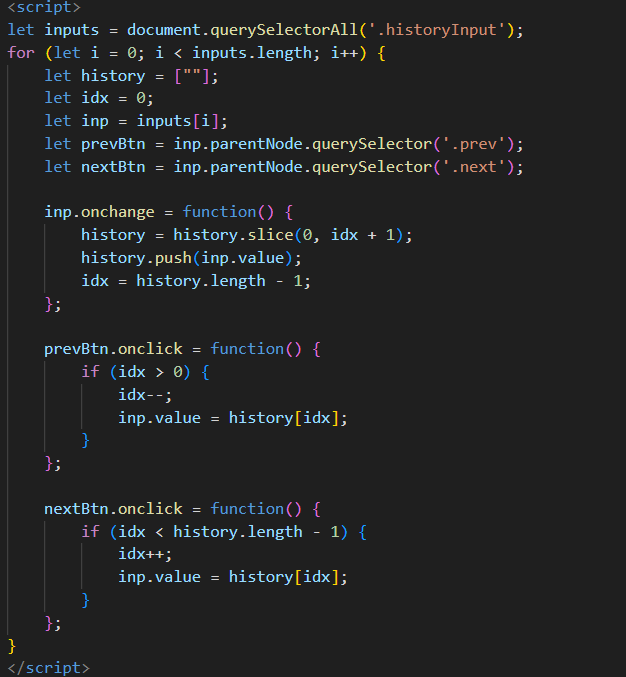 <script>
let inputs = document.querySelectorAll('.historyInput');
for (let i = 0; i < inputs.length; i++) {
    let history = [""];
    let idx = 0;
    let inp = inputs[i];
    let prevBtn = inp.parentNode.querySelector('.prev');
    let nextBtn = inp.parentNode.querySelector('.next');

    inp.onchange = function() {
        history = history.slice(0, idx + 1);
        history.push(inp.value);
        idx = history.length - 1;
    };

    prevBtn.onclick = function() {
        if (idx > 0) {
            idx--;
            inp.value = history[idx];
        }
    };

    nextBtn.onclick = function() {
        if (idx < history.length - 1) {
            idx++;
            inp.value = history[idx];
        }
    };
}
</script>